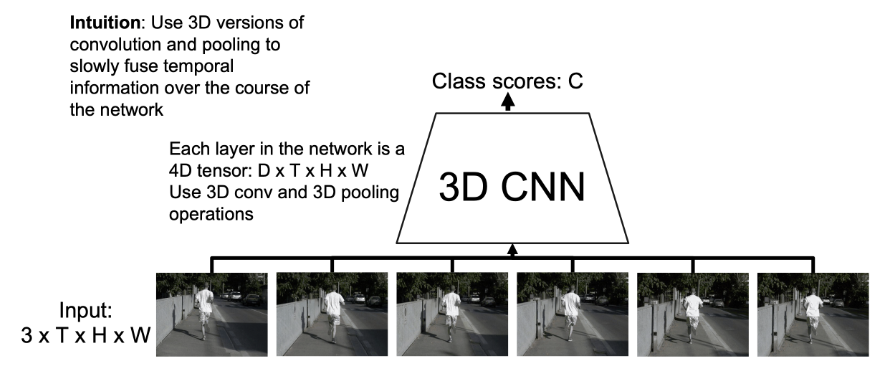 Intuition: Use 3D versions of
convolution and pooling to
slowly fuse temporal
information over the course of
the network
Class scores: C
Each layer in the network is a
4D tensor: D x T x H x W
Use 3D conv and 3D pooling
operations
3D CNN
Input:
3 x T x H x W